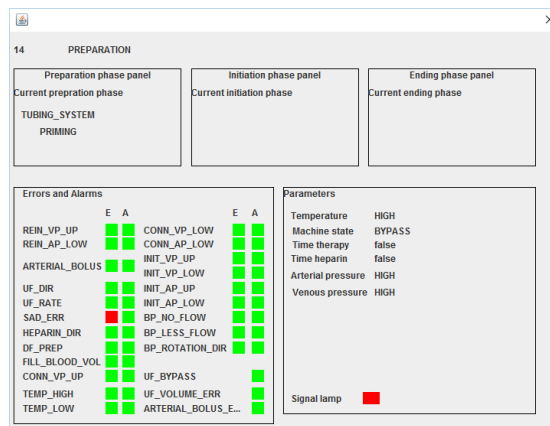 14 PREPARATION
Preparation phase panel Initiation phase panel Ending phase panel
Current prepration phase Current initiation phase Current ending phase
TUBING_SYSTEM
PRIMING
Errors and Alarms Parameters
E A E A
Temperature HIGH
REIN_VP_UP CONN_VP_LOW Machine state BYPASS
REIN_AP_LOW CONN_AP_LOW Time therapy false
INIT_VP_UP Time heparin false
ARTERIAL_BOLUS
INIT_VP_LOW Arterial pressure HIGH
UF_DIR INIT_AP_UP Venous pressure HIGH
UF_RATE INIT_AP_LOW
SAD_ERR BP_NO_FLOW
HEPARIN_DIR BP_LESS_FLOW
DF_PREP BP_ROTATION_DIR
FILL_BLOOD_VOL
CONN_VP_UP UF_BYPASS
TEMP_HIGH UF_VOLUME_ERR Signal lamp
TEMP_LOW ARTERIAL_BOLUS_E...